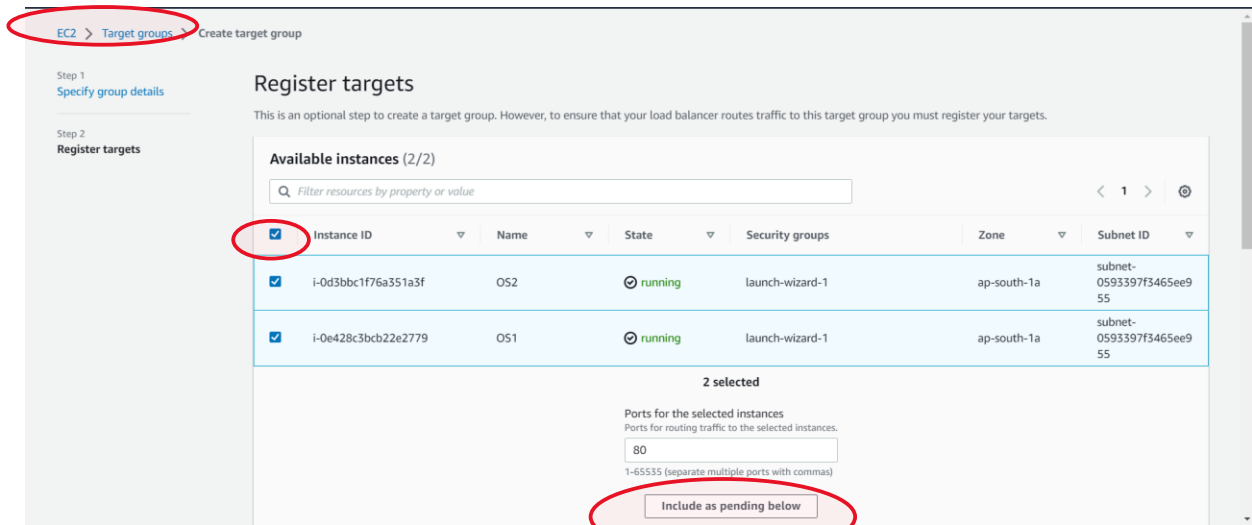 EC2 > Target groups > Create target group
Step 1
Specify group details
Step 2
Register targets
Register targets
This is an optional step to create a target group. However, to ensure that your load balancer routes traffic to this target group you must register your targets.
Available instances (2/2)
Filter resources by property or value
< 1 >
Instance ID Name State Security groups Zone Subnet ID
i-0d3bbc1f76a351a3f OS2 running launch-wizard-1 ap-south-1a subnet-
0593397f3465ee9
55
i-0e428c3bcb22e2779 OS1 running launch-wizard-1 ap-south-1a subnet-
0593397f3465ee9
55
2 selected
Ports for the selected instances
Ports for routing traffic to the selected instances.
80
1-65535 (separate multiple ports with commas)
Include as pending below